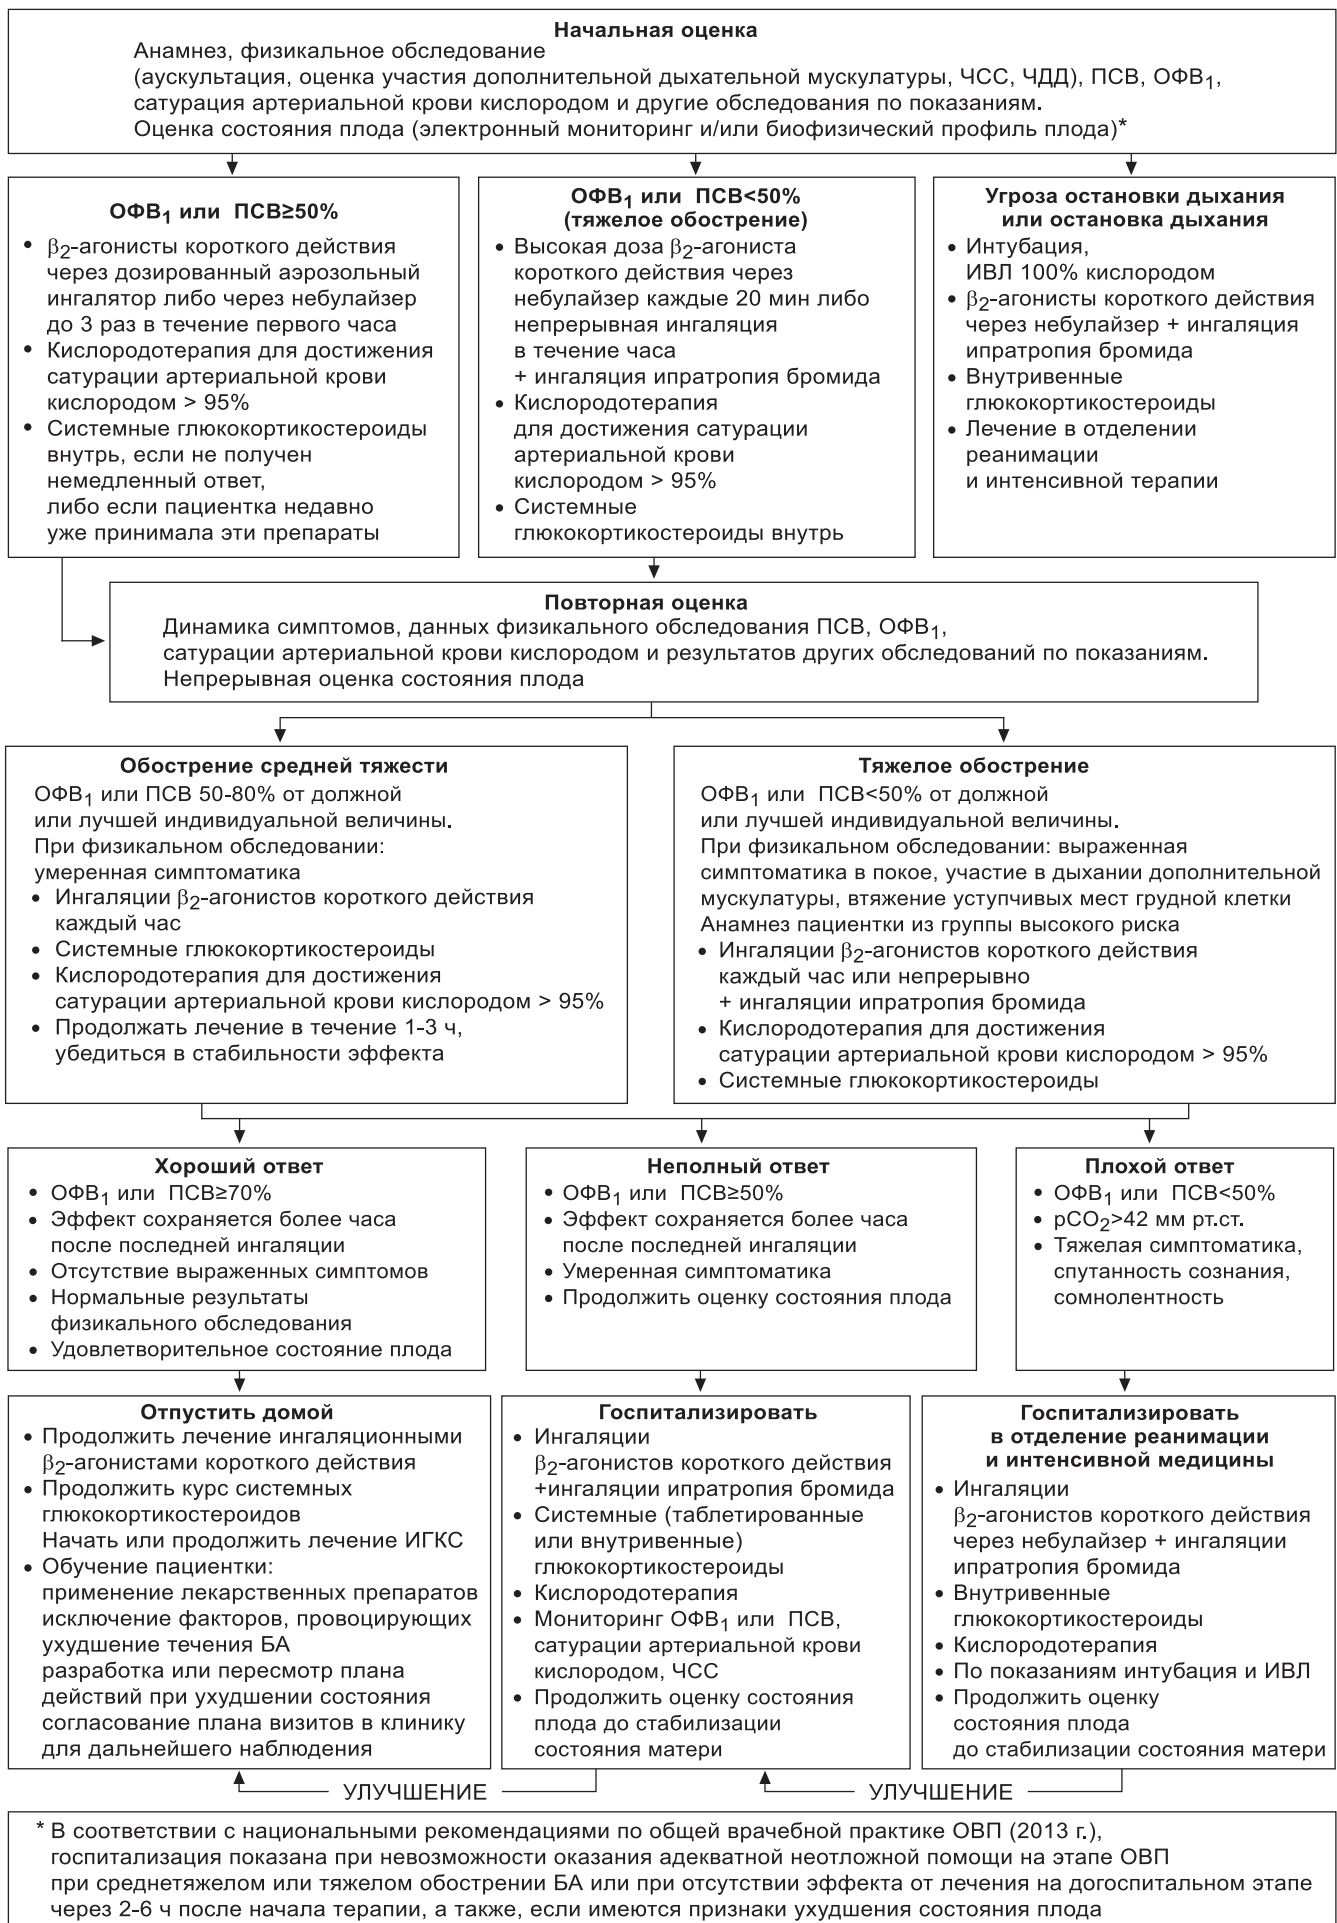 Начальная оценка
Анамнез, физикальное обследование
(аускультация, оценка участия дополнительной дыхательной мускулатуры, ЧСС, ЧДД), ПСВ, ОФВ₁,
сатурация артериальной крови кислородом и другие обследования по показаниям.
Оценка состояния плода (электронный мониторинг и/или биофизический профиль плода)*
ОФВ₁ или ПСВ≥50%
• β₂-агонисты короткого действия
через дозированный аэрозольный
ингалятор либо через небулайзер
до 3 раз в течение первого часа
• Кислородотерапия для достижения
сатурации артериальной крови
кислородом > 95%
• Системные глюкокортикостероиды
внутрь, если не получен
немедленный ответ,
либо если пациентка недавно
уже принимала эти препараты
ОФВ₁ или ПСВ<50%
(тяжелое обострение)
• Высокая доза β₂-агониста
короткого действия через
небулайзер каждые 20 мин либо
непрерывная ингаляция
в течение часа
+ ингаляция ипратропия бромида
• Кислородотерапия
для достижения сатурации
артериальной крови
кислородом > 95%
• Системные
глюкокортикостероиды внутрь
Угроза остановки дыхания
или остановка дыхания
• Интубация,
ИВЛ 100% кислородом
• β₂-агонисты короткого действия
через небулайзер + ингаляция
ипратропия бромида
• Внутривенные
глюкокортикостероиды
• Лечение в отделении
реанимации
и интенсивной терапии
Повторная оценка
Динамика симптомов, данных физикального обследования ПСВ, ОФВ₁,
сатурации артериальной крови кислородом и результатов других обследований по показаниям.
Непрерывная оценка состояния плода
Обострение средней тяжести
ОФВ₁ или ПСВ 50-80% от должной
или лучшей индивидуальной величины.
При физикальном обследовании:
умеренная симптоматика
• Ингаляции β₂-агонистов короткого действия
каждый час
• Системные глюкокортикостероиды
• Кислородотерапия для достижения
сатурации артериальной крови кислородом > 95%
• Продолжать лечение в течение 1-3 ч,
убедиться в стабильности эффекта
Тяжелое обострение
ОФВ₁ или ПСВ<50% от должной
или лучшей индивидуальной величины.
При физикальном обследовании: выраженная
симптоматика в покое, участие в дыхании дополнительной
мускулатуры, втяжение уступчивых мест грудной клетки
Анамнез пациентки из группы высокого риска
• Ингаляции β₂-агонистов короткого действия
каждый час или непрерывно
+ ингаляции ипратропия бромида
• Кислородотерапия для достижения
сатурации артериальной крови кислородом > 95%
• Системные глюкокортикостероиды
Хороший ответ
• ОФВ₁ или ПСВ≥70%
• Эффект сохраняется более часа
после последней ингаляции
• Отсутствие выраженных симптомов
• Нормальные результаты
физикального обследования
• Удовлетворительное состояние плода
Неполный ответ
• ОФВ₁ или ПСВ≥50%
• Эффект сохраняется более часа
после последней ингаляции
• Умеренная симптоматика
• Продолжить оценку состояния плода
Плохой ответ
• ОФВ₁ или ПСВ<50%
• рСО₂>42 мм рт.ст.
• Тяжелая симптоматика,
спутанность сознания,
сомнолентность
Отпустить домой
• Продолжить лечение ингаляционными
β₂-агонистами короткого действия
• Продолжить курс системных
глюкокортикостероидов
Начать или продолжить лечение ИГКС
• Обучение пациентки:
применение лекарственных препаратов
исключение факторов, провоцирующих
ухудшение течения БА
разработка или пересмотр плана
действий при ухудшении состояния
согласование плана визитов в клинику
для дальнейшего наблюдения
Госпитализировать
• Ингаляции
β₂-агонистов короткого действия
+ингаляции ипратропия бромида
• Системные (таблетированные
или внутривенные)
глюкокортикостероиды
• Кислородотерапия
• Мониторинг ОФВ₁ или ПСВ,
сатурации артериальной крови
кислородом, ЧСС
• Продолжить оценку состояния
плода до стабилизации
состояния матери
Госпитализировать
в отделение реанимации
и интенсивной медицины
• Ингаляции
β₂-агонистов короткого действия
через небулайзер + ингаляции
ипратропия бромида
• Внутривенные
глюкокортикостероиды
• Кислородотерапия
• По показаниям интубация и ИВЛ
• Продолжить оценку
состояния плода
до стабилизации состояния матери
УЛУЧШЕНИЕ
УЛУЧШЕНИЕ
* В соответствии с национальными рекомендациями по общей врачебной практике ОВП (2013 г.),
госпитализация показана при невозможности оказания адекватной неотложной помощи на этапе ОВП
при среднетяжелом или тяжелом обострении БА или при отсутствии эффекта от лечения на догоспитальном этапе
через 2-6 ч после начала терапии, а также, если имеются признаки ухудшения состояния плода